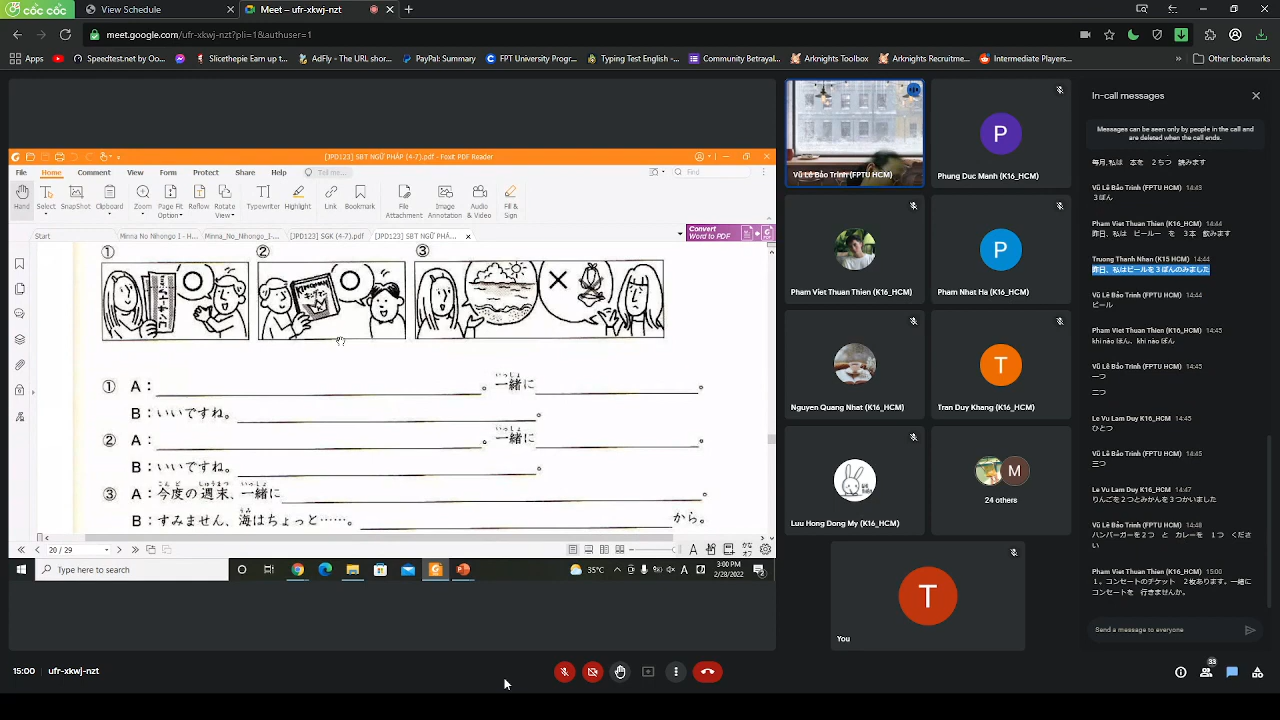 cốc cốc
View Schedule
Meet – ufr-xkwj-nzt
meet.google.com/ufr-xkwj-nzt?pli=1&authuser=1
Apps
Speedtest.net by Oo...
Slicethepie Earn up t...
AdFly - The URL shor...
PayPal Summary
FPT University Progr...
Typing Test English -...
Community Betrayal...
Arknights Toolbox
Arknights Recruitme...
Intermediate Players...
Other bookmarks
[JPD123] SBT NGỮ PHÁP (4-7).pdf - Foxit PDF Reader
File
Home
Comment
View
Form
Protect
Share
Help
Tell me...
Find
Hand
Select
SnapShot
Clipboard
Zoom
Page Fit Option
Reflow
Rotate View
Typewriter
Highlight
Link
Bookmark
File Attachment
Image Annotation
Audio & Video
Fill & Sign
Start
Minna No Nihongo I - H...
Minna_No_Nihongo_I-...
[JPD123] SGK (4-7).pdf
[JPD123] SBT NGỮ PHÁ...
Convert Word to PDF
① ② ③
① A：。一緒に。
B：いいですね。。
② A：。一緒に。
B：いいですね。。
③ A：今度の週末、一緒に。
B：すみません、海はちょっと……。から。
20 / 29
Type here to search
35°C
3:00 PM
2/28/2022
Vũ Lê Bảo Trình (FPTU HCM)
Phung Duc Manh (K16_HCM)
Pham Viet Thuan Thien (K16_HCM)
P
Pham Nhat Ha (K16_HCM)
P
Nguyen Quang Nhat (K16_HCM)
T
Tran Duy Khang (K16_HCM)
Luu Hong Dong My (K16_HCM)
M
24 others
T
You
In-call messages
Messages can be seen only by people in the call and are deleted when the call ends.
毎月, 私は 本を 2ちつ 読みます
Vũ Lê Bảo Trình (FPTU HCM) 14:43
３ぼん
Pham Viet Thuan Thien (K16_HCM) 14:44
昨日、私は ビールー を ３本 飲みます
Truong Thanh Nhan (K15 HCM) 14:44
昨日、私はビールを３ぼんのみました
Vũ Lê Bảo Trình (FPTU HCM) 14:44
ビール
Pham Viet Thuan Thien (K16_HCM) 14:45
khi nào ほん、khi nào ぼん
Vũ Lê Bảo Trình (FPTU HCM) 14:45
一つ
二つ
Le Vu Lam Duy K16_HCM 14:45
ひとつ
Vũ Lê Bảo Trình (FPTU HCM) 14:45
三つ
Le Vu Lam Duy K16_HCM 14:47
りんごを２つとみかんを３つかいました
Vũ Lê Bảo Trình (FPTU HCM) 14:48
ハンバーガーを２つ と カレーを １つ ください
Pham Viet Thuan Thien (K16_HCM) 15:00
１。コンセートのチケット ２枚あります。一緒にコンセートを 行きませんか。
Send a message to everyone
15:00
ufr-xkwj-nzt
33